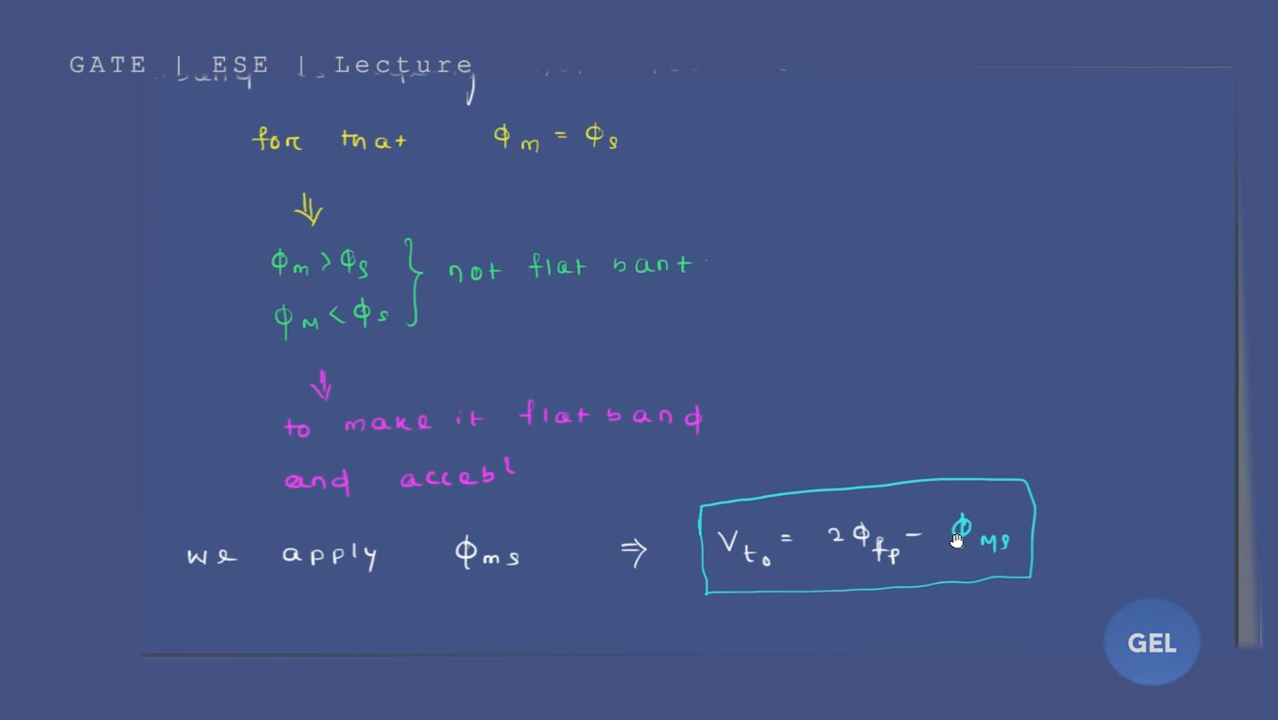 GATE | ESE | Lecture
for that ϕm = ϕs
⇓
ϕm > ϕs
ϕM < ϕs } not flat bant
⇓
to make it flat band
and accebl
we apply ϕms ⇒ Vto = 2ϕfp - ϕMs
GEL